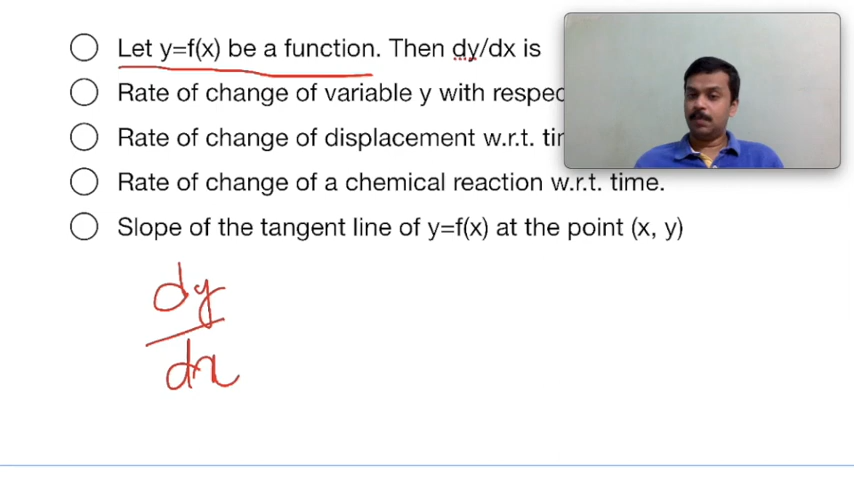 Let y=f(x) be a function. Then dy/dx is
Rate of change of variable y with respec
Rate of change of displacement w.r.t. tim
Rate of change of a chemical reaction w.r.t. time.
Slope of the tangent line of y=f(x) at the point (x, y)
dy
dx